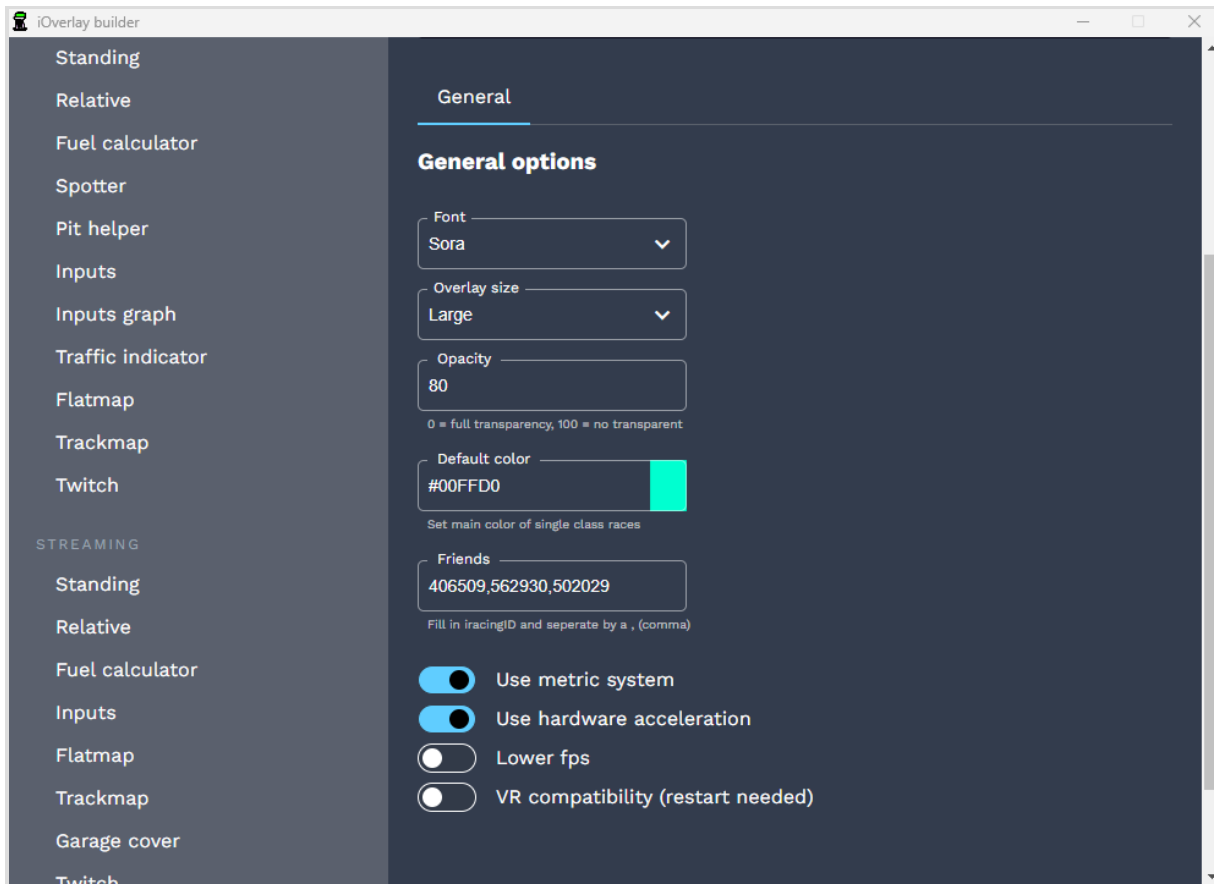 iOverlay builder
Standing
Relative
Fuel calculator
Spotter
Pit helper
Inputs
Inputs graph
Traffic indicator
Flatmap
Trackmap
Twitch
STREAMING
Standing
Relative
Fuel calculator
Inputs
Flatmap
Trackmap
Garage cover
Twitch
General
General options
Font
Sora
Overlay size
Large
Opacity
80
0 = full transparency, 100 = no transparent
Default color
#00FFD0
Set main color of single class races
Friends
406509,562930,502029
Fill in iracingID and seperate by a , (comma)
Use metric system
Use hardware acceleration
Lower fps
VR compatibility (restart needed)